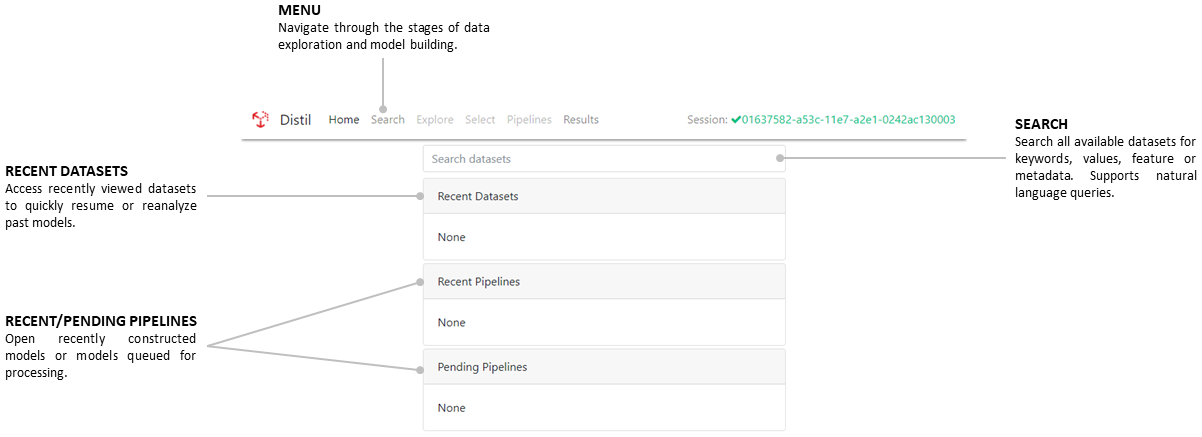 MENU
Navigate through the stages of data
exploration and model building.
Distil Home Search Explore Select Pipelines Results Session: 01637582-a53c-11e7-a2e1-0242ac130003
SEARCH
Search all available datasets for
keywords, values, feature or
metadata. Supports natural
language queries.
Search datasets
RECENT DATASETS
Access recently viewed datasets
to quickly resume or reanalyze
past models.
Recent Datasets
None
Recent Pipelines
None
RECENT/PENDING PIPELINES
Open recently constructed
models or models queued for
processing.
Pending Pipelines
None